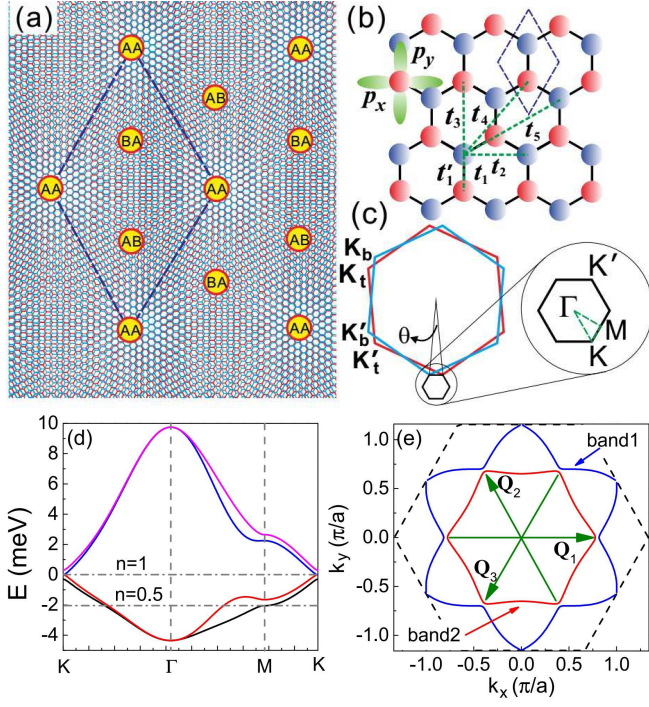 (a)
AA
AA
AB
BA
BA
AA
AA
AB
AB
BA
AA
AA
(b)
p_y
p_x
t_3
t_4
t_5
t'_1
t_1
t_2
(c)
K_b
K_t
K'_b
K'_t
θ
K'
Γ
M
K
(d)
10
8
6
4
2
0
-2
-4
E (meV)
n=1
n=0.5
K
Γ
M
K
(e)
band1
Q_2
Q_1
Q_3
band2
1.0
0.5
0.0
-0.5
-1.0
k_y (π/a)
-1.0
-0.5
0.0
0.5
1.0
k_x (π/a)